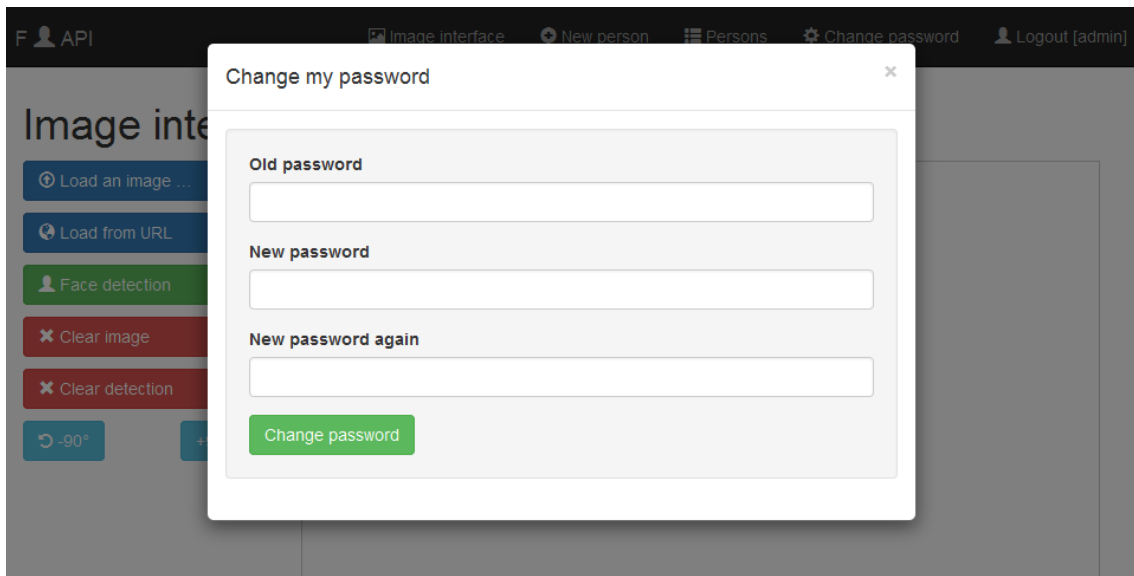 F API
Image interface
New person
Persons
Change password
Logout [admin]
Change my password
×
Image inte
Load an image ...
Load from URL
Face detection
Clear image
Clear detection
-90°
Old password
New password
New password again
Change password